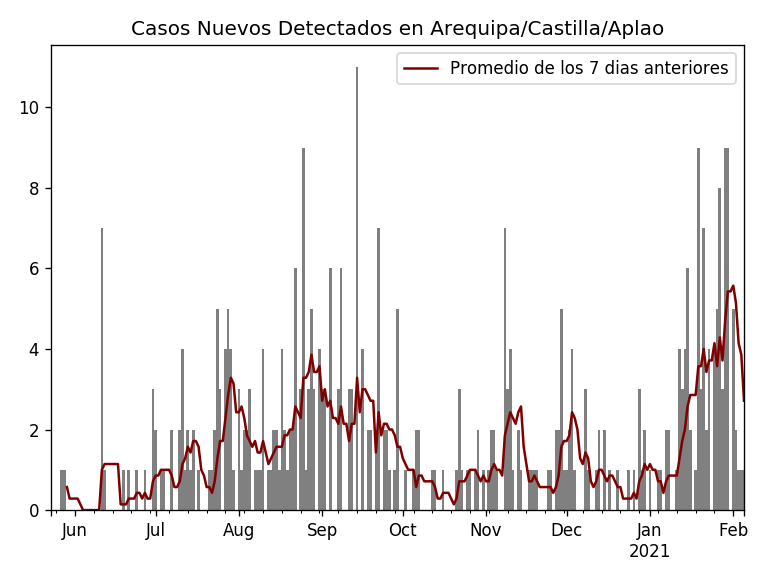 Casos Nuevos Detectados en Arequipa/Castilla/Aplao
Promedio de los 7 dias anteriores
10
8
6
4
2
0
Jun Jul Aug Sep Oct Nov Dec Jan Feb
2021